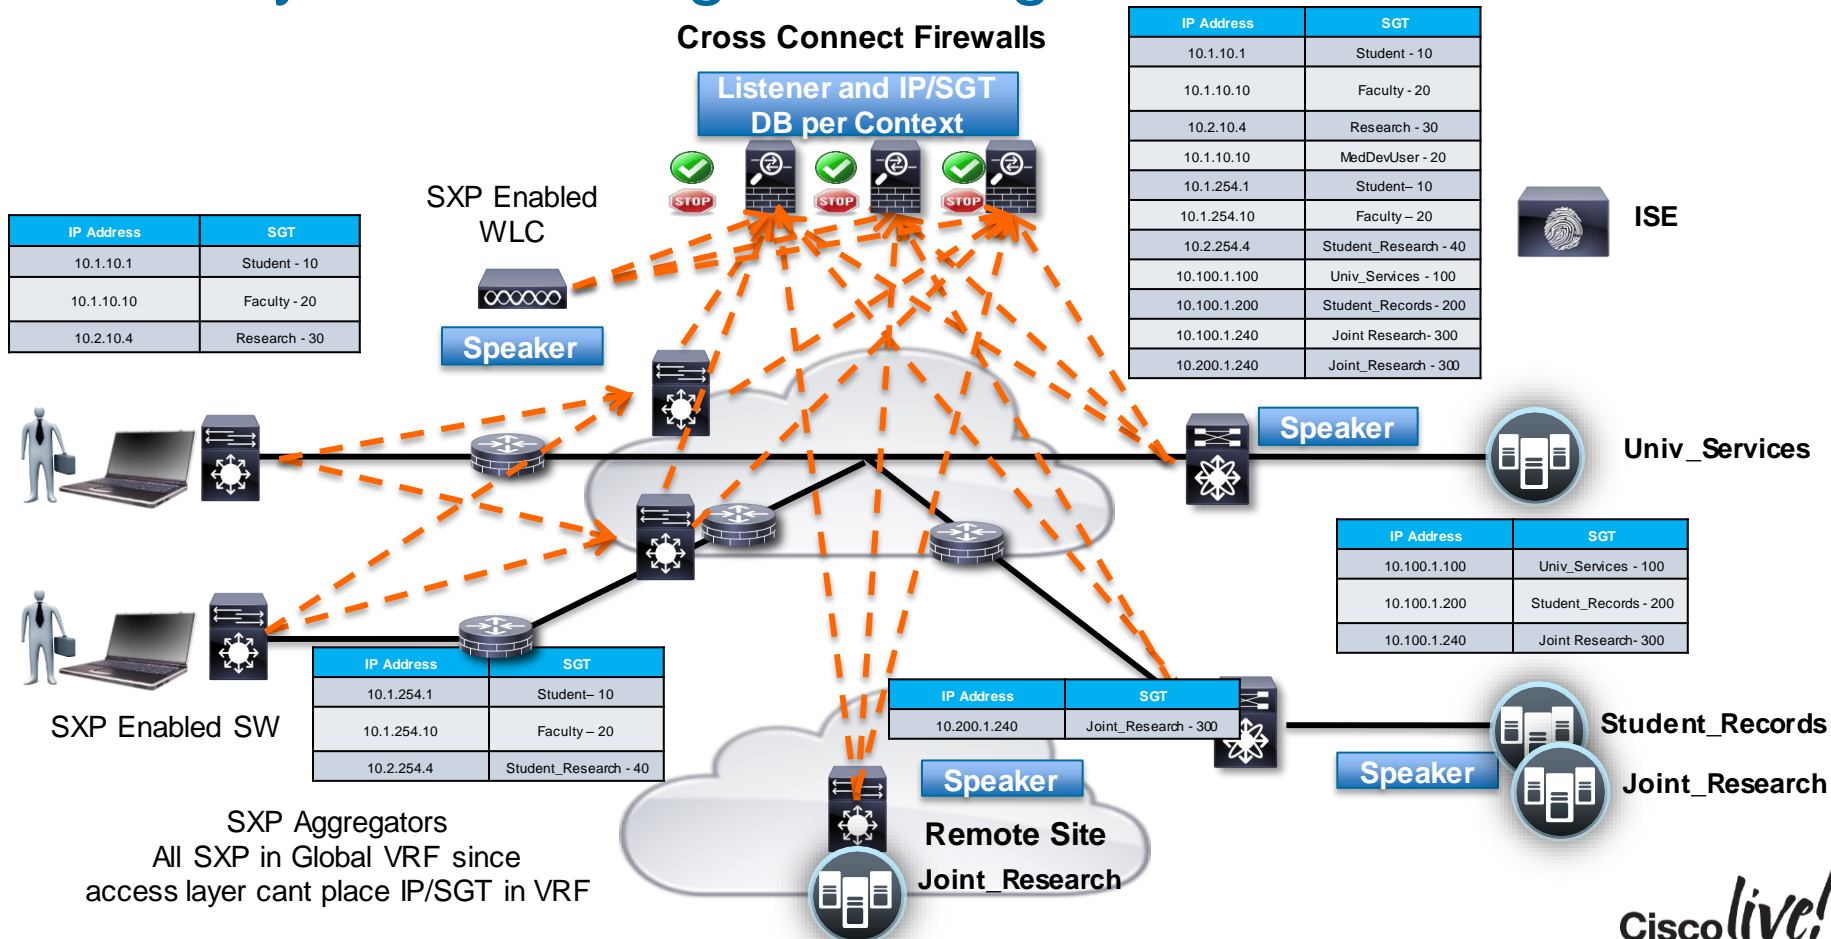 Cross Connect Firewalls
Listener and IP/SGT
DB per Context
STOP
STOP
STOP
SXP Enabled
WLC
Speaker
IP Address SGT
10.1.10.1 Student - 10
10.1.10.10 Faculty - 20
10.2.10.4 Research - 30
IP Address SGT
10.1.10.1 Student - 10
10.1.10.10 Faculty - 20
10.2.10.4 Research - 30
10.1.10.10 MedDevUser - 20
10.1.254.1 Student– 10
10.1.254.10 Faculty – 20
10.2.254.4 Student_Research - 40
10.100.1.100 Univ_Services - 100
10.100.1.200 Student_Records - 200
10.100.1.240 Joint Research- 300
10.200.1.240 Joint_Research - 300
ISE
Speaker
Univ_Services
IP Address SGT
10.100.1.100 Univ_Services - 100
10.100.1.200 Student_Records - 200
10.100.1.240 Joint Research- 300
SXP Enabled SW
IP Address SGT
10.1.254.1 Student– 10
10.1.254.10 Faculty – 20
10.2.254.4 Student_Research - 40
IP Address SGT
10.200.1.240 Joint_Research - 300
Speaker
Student_Records
Joint_Research
Speaker
Remote Site
Joint_Research
SXP Aggregators
All SXP in Global VRF since
access layer cant place IP/SGT in VRF
Cisco live!